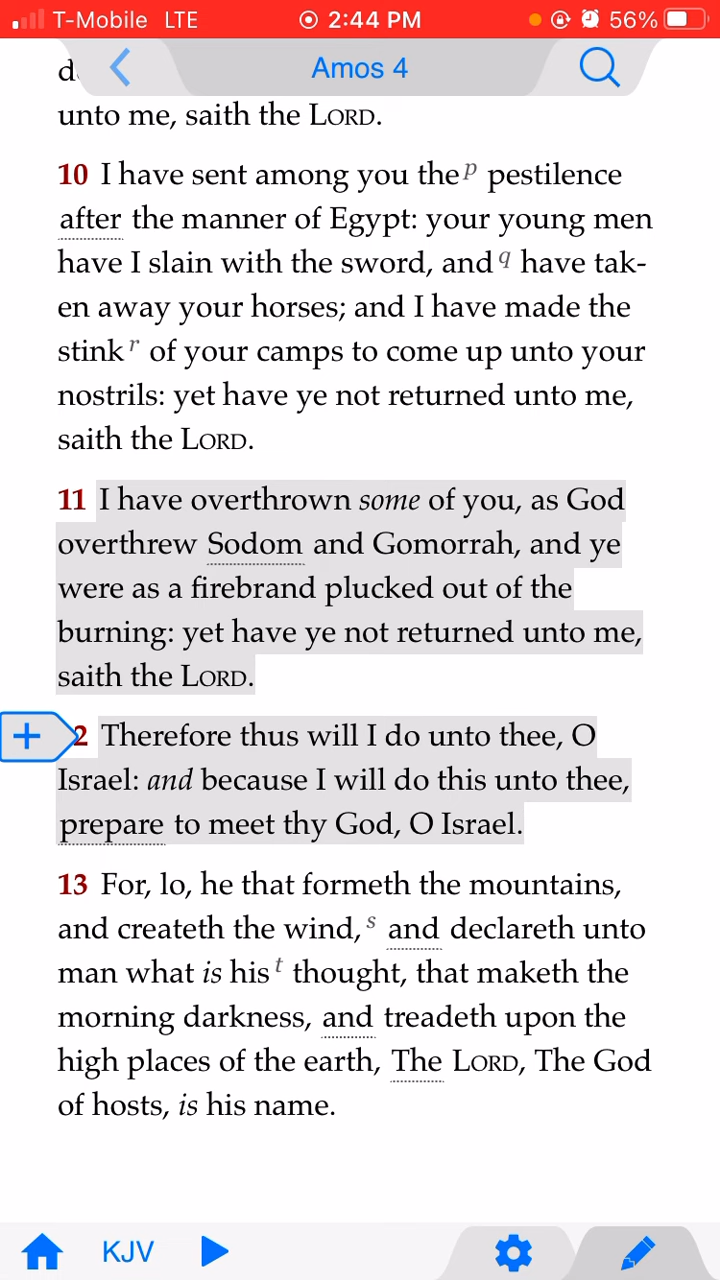 T-Mobile LTE 2:44 PM 56%
Amos 4
unto me, saith the LORD.
10 I have sent among you the p pestilence
after the manner of Egypt: your young men
have I slain with the sword, and q have tak-
en away your horses; and I have made the
stink r of your camps to come up unto your
nostrils: yet have ye not returned unto me,
saith the LORD.
11 I have overthrown some of you, as God
overthrew Sodom and Gomorrah, and ye
were as a firebrand plucked out of the
burning: yet have ye not returned unto me,
saith the LORD.
2 Therefore thus will I do unto thee, O
Israel: and because I will do this unto thee,
prepare to meet thy God, O Israel.
13 For, lo, he that formeth the mountains,
and createth the wind, s and declareth unto
man what is his t thought, that maketh the
morning darkness, and treadeth upon the
high places of the earth, The LORD, The God
of hosts, is his name.
KJV